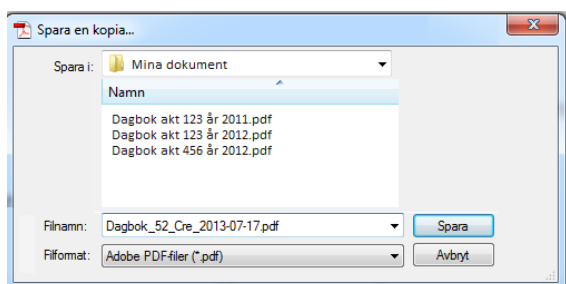 Spara en kopia...
Spara i: Mina dokument
Namn
Dagbok akt 123 år 2011.pdf
Dagbok akt 123 år 2012.pdf
Dagbok akt 456 år 2012.pdf
Filnamn: Dagbok_52_Cre_2013-07-17.pdf Spara
Filformat: Adobe PDF-filer (*.pdf) Avbryt